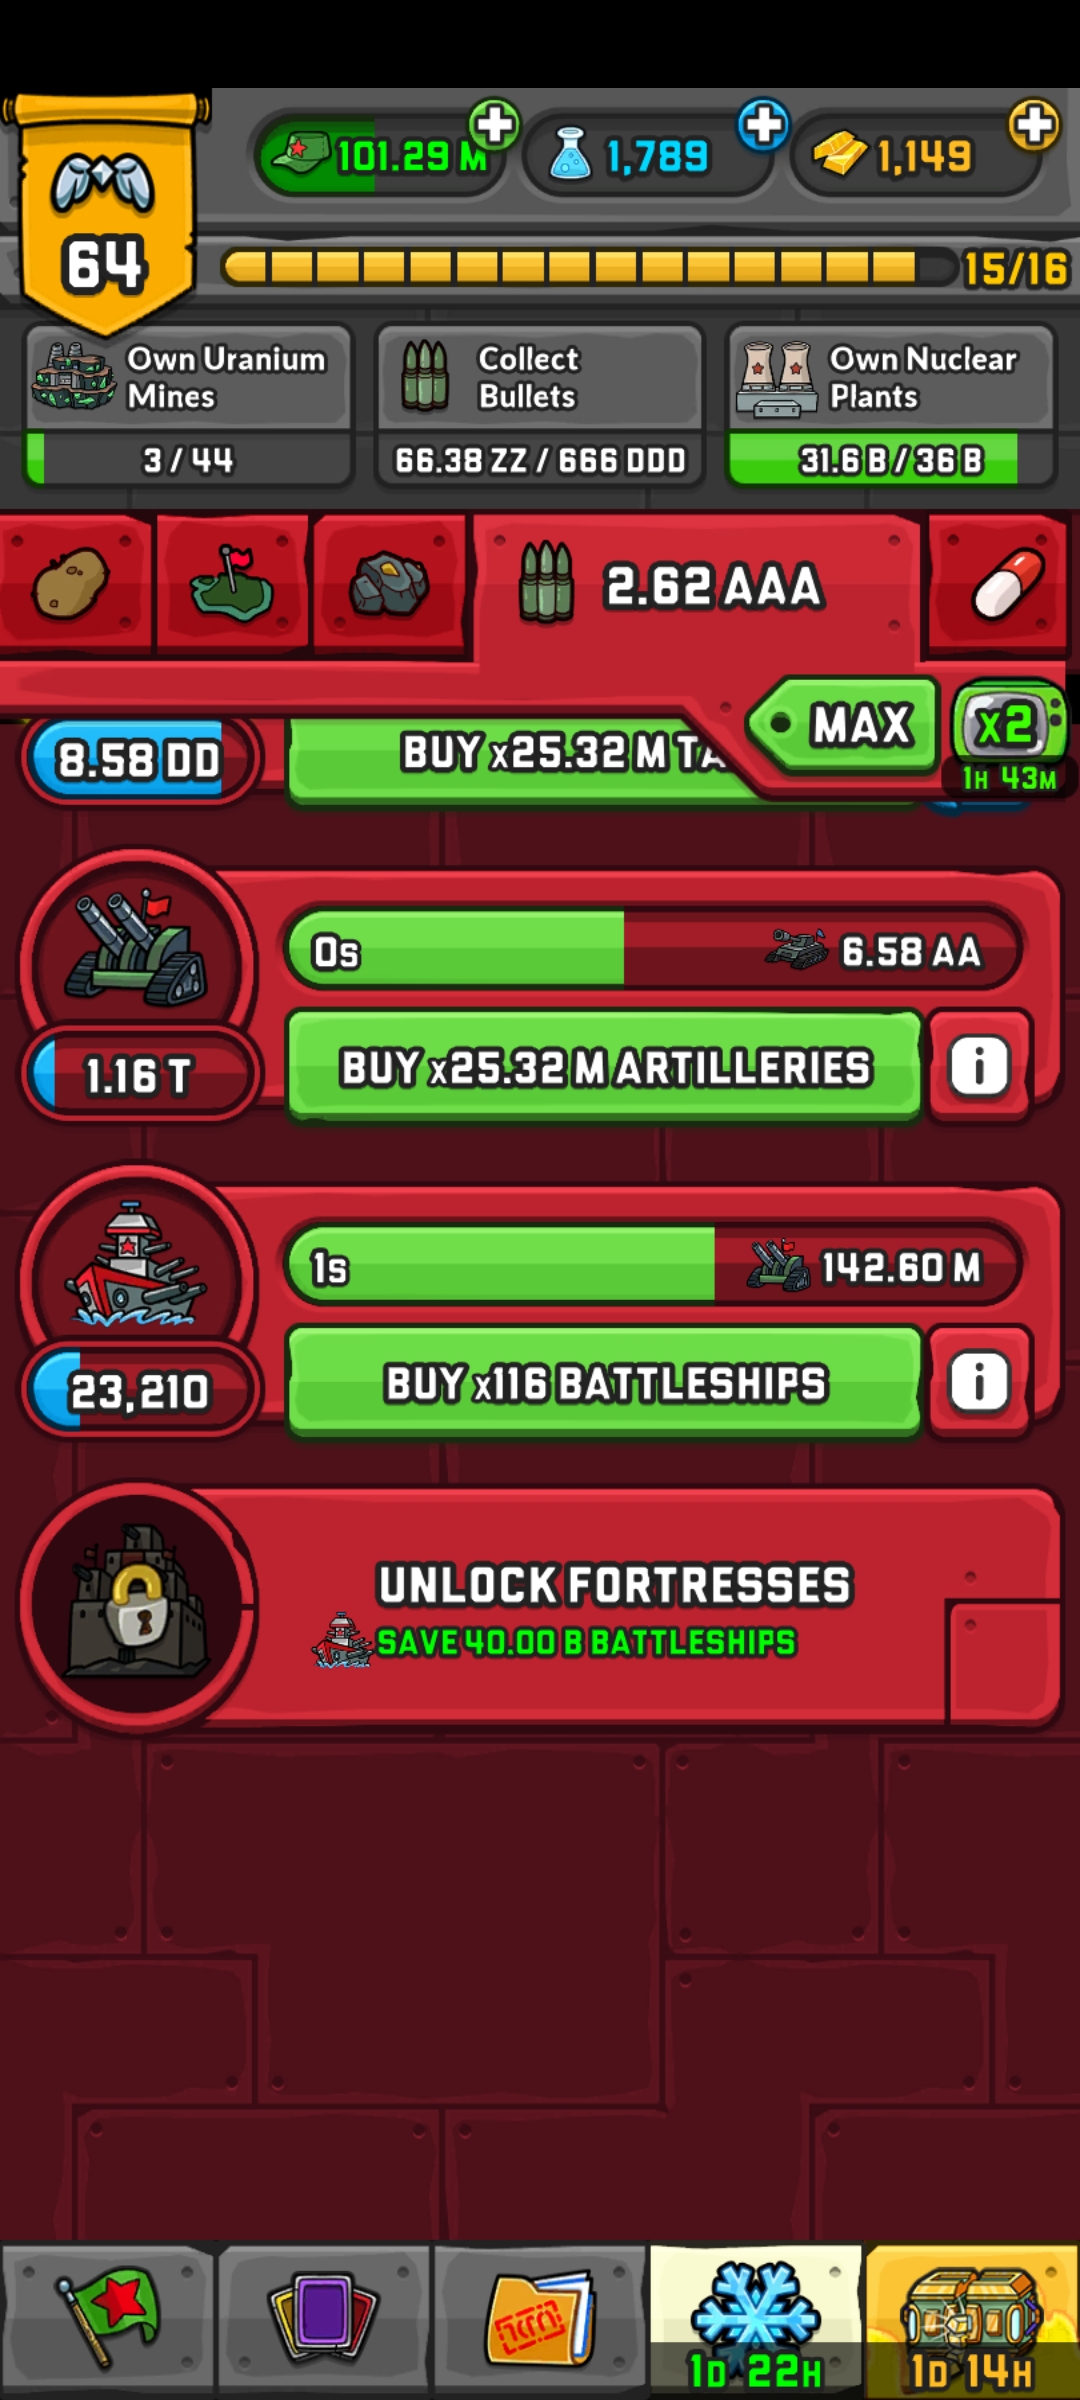 101.29 M
1,789
1,149
64
15/16
Own Uranium
Mines
3 / 44
Collect
Bullets
66.38 ZZ / 666 DDD
Own Nuclear
Plants
31.6 B / 36 B
2.62 AAA
MAX
X2
1H 43M
8.58 DD
BUY x25.32 M TA
0s
6.58 AA
1.16 T
BUY x25.32 M ARTILLERIES
i
1s
142.60 M
23,210
BUY x116 BATTLESHIPS
i
UNLOCK FORTRESSES
SAVE 40.00 B BATTLESHIPS
1D 22H
1D 14H